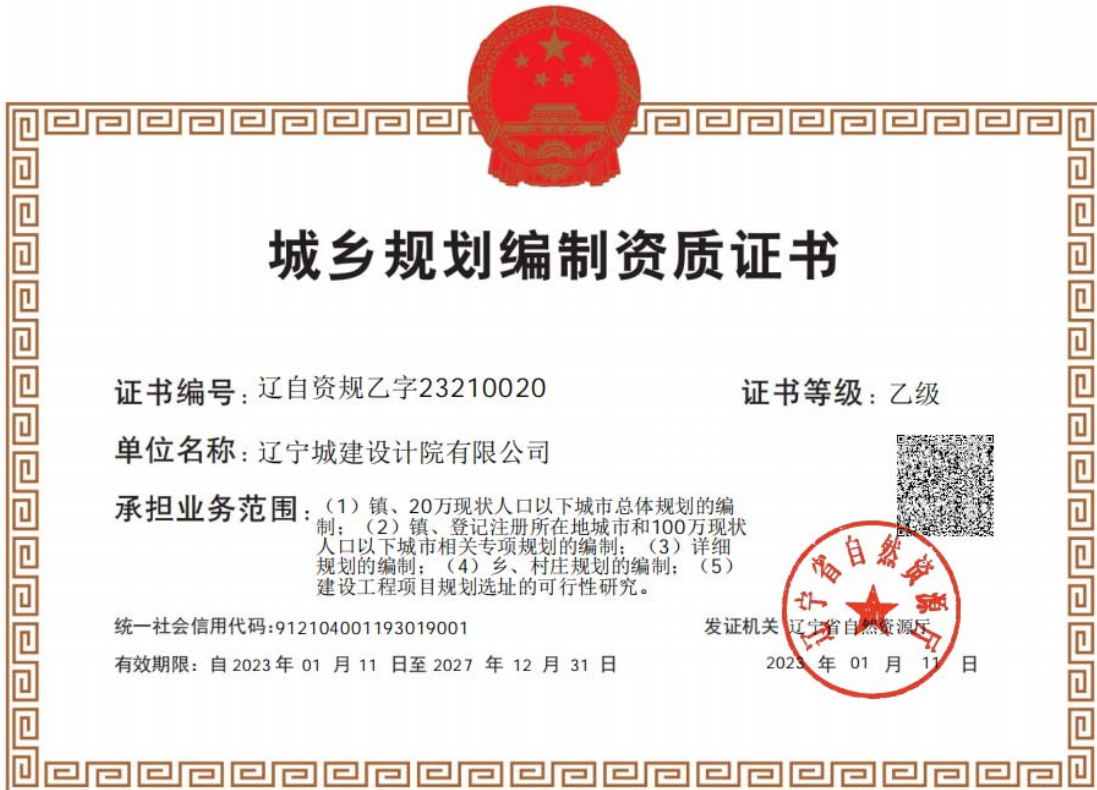 城乡规划编制资质证书
证书编号：辽自资规乙字23210020
证书等级：乙级
单位名称：辽宁城建设计院有限公司
承担业务范围：（1）镇、20万现状人口以下城市总体规划的编
制；（2）镇、登记注册所在地城市和100万现状
人口以下城市相关专项规划的编制；（3）详细
规划的编制；（4）乡、村庄规划的编制；（5）
建设工程项目规划选址的可行性研究。
辽宁省自然资源厅
统一社会信用代码:912104001193019001
发证机关 辽宁省自然资源厅
有效期限：自 2023 年 01 月 11 日至 2027 年 12 月 31 日
2023 年 01 月 11 日